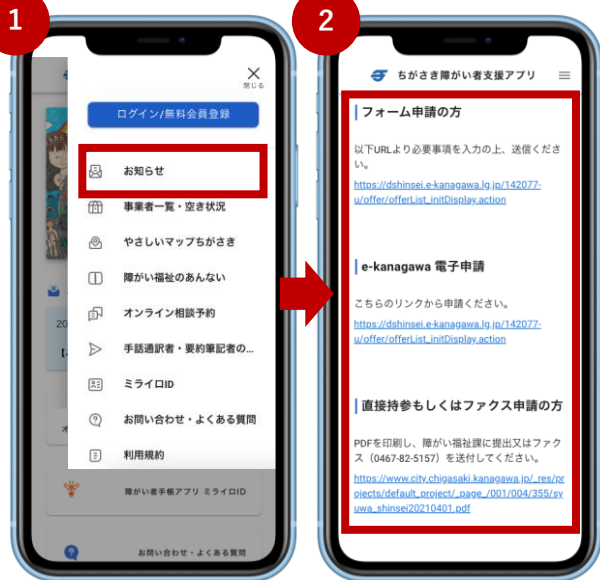 1
閉じる
ログイン/無料会員登録
お知らせ
事業者一覧・空き状況
やさしいマップちがさき
障がい福祉のあんない
オンライン相談予約
手話通訳者・要約筆記者の...
ミライロID
お問い合わせ・よくある質問
利用規約
障がい者手帳アプリ ミライロID
お問い合わせ・よくある質問
2
ちがさき障がい者支援アプリ
フォーム申請の方
以下URLより必要事項を入力の上、送信くださ
い。
https://dshinsei.e-kanagawa.lg.jp/142077-
u/offer/offerList_initDisplay.action
e-kanagawa 電子申請
こちらのリンクから申請ください。
https://dshinsei.e-kanagawa.lg.jp/142077-
u/offer/offerList_initDisplay.action
直接持参もしくはファクス申請の方
PDFを印刷し、障がい福祉課に提出又はファク
ス（0467-82-5157）を送付してください。
https://www.city.chigasaki.kanagawa.jp/_res/pr
ojects/default_project/_page_/001/004/355/sy
uwa_shinsei20210401.pdf